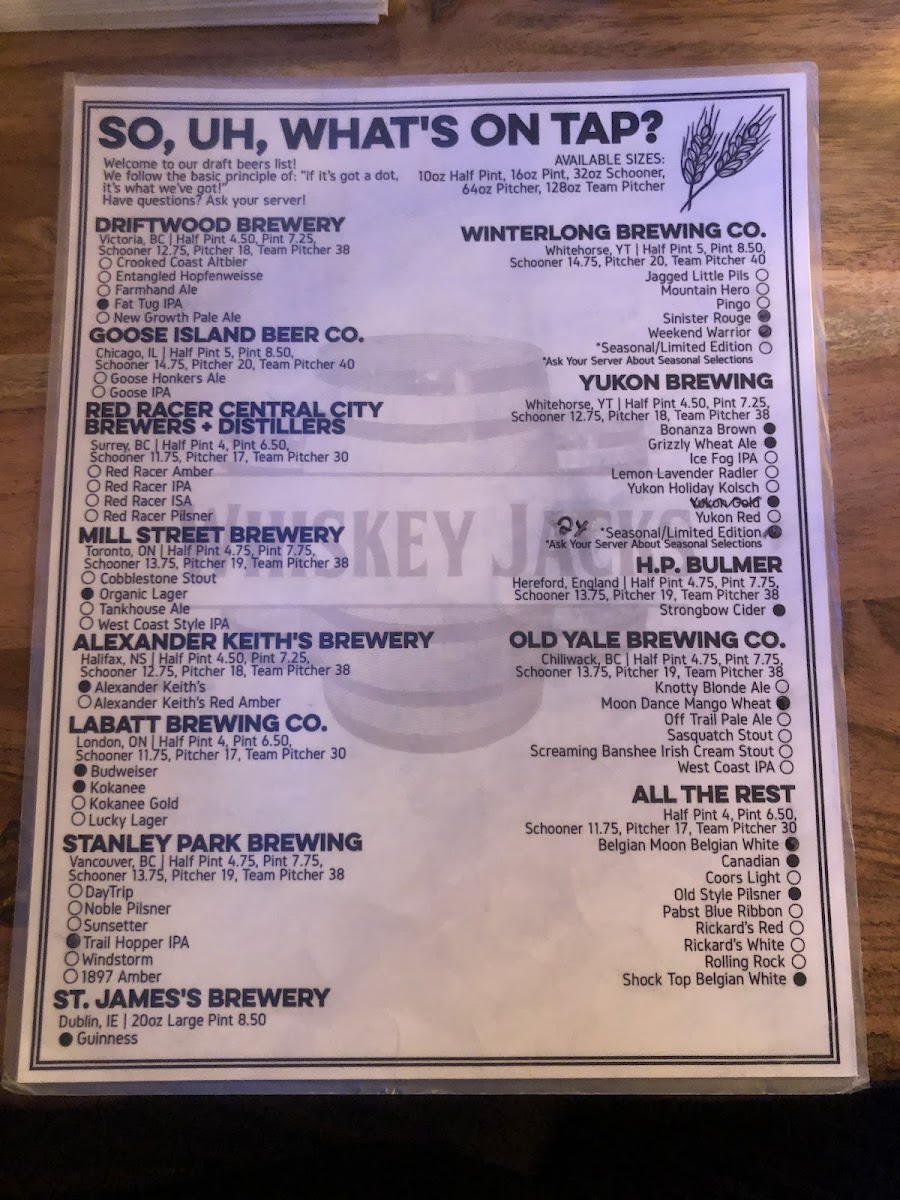 SO, UH, WHAT'S ON TAP?
Welcome to our draft beers list!
We follow the basic principle of: "If it's got a dot,
it's what we've got!"
Have questions? Ask your server!
AVAILABLE SIZES:
10oz Half Pint, 16oz Pint, 32oz Schooner,
64oz Pitcher, 128oz Team Pitcher
DRIFTWOOD BREWERY
Victoria, BC | Half Pint 4.50, Pint 7.25,
Schooner 12.75, Pitcher 18, Team Pitcher 38
Crooked Coast Altbier
Entangled Hopfenweisse
Farmhand Ale
Fat Tug IPA
New Growth Pale Ale
GOOSE ISLAND BEER CO.
Chicago, IL | Half Pint 5, Pint 8.50,
Schooner 14.75, Pitcher 20, Team Pitcher 40
Goose Honkers Ale
Goose IPA
RED RACER CENTRAL CITY
BREWERS + DISTILLERS
Surrey, BC | Half Pint 4, Pint 6.50,
Schooner 11.75, Pitcher 17, Team Pitcher 30
Red Racer Amber
Red Racer IPA
Red Racer ISA
Red Racer Pilsner
MILL STREET BREWERY
Toronto, ON | Half Pint 4.75, Pint 7.75,
Schooner 13.75, Pitcher 19, Team Pitcher 38
Cobblestone Stout
Organic Lager
Tankhouse Ale
West Coast Style IPA
ALEXANDER KEITH'S BREWERY
Halifax, NS | Half Pint 4.50, Pint 7.25,
Schooner 12.75, Pitcher 18, Team Pitcher 38
Alexander Keith's
Alexander Keith's Red Amber
LABATT BREWING CO.
London, ON | Half Pint 4, Pint 6.50,
Schooner 11.75, Pitcher 17, Team Pitcher 30
Budweiser
Kokanee
Kokanee Gold
Lucky Lager
STANLEY PARK BREWING
Vancouver, BC | Half Pint 4.75, Pint 7.75,
Schooner 13.75, Pitcher 19, Team Pitcher 38
DayTrip
Noble Pilsner
Sunsetter
Trail Hopper IPA
Windstorm
1897 Amber
ST. JAMES'S BREWERY
Dublin, IE | 20oz Large Pint 8.50
Guinness
WINTERLONG BREWING CO.
Whitehorse, YT | Half Pint 5, Pint 8.50,
Schooner 14.75, Pitcher 20, Team Pitcher 40
Jagged Little Pils
Mountain Hero
Pingo
Sinister Rouge
Weekend Warrior
*Seasonal/Limited Edition
*Ask Your Server About Seasonal Selections
YUKON BREWING
Whitehorse, YT | Half Pint 4.50, Pint 7.25,
Schooner 12.75, Pitcher 18, Team Pitcher 38
Bonanza Brown
Grizzly Wheat Ale
Ice Fog IPA
Lemon Lavender Radler
Yukon Holiday Kolsch
Yukon Gold
Yukon Red
*Seasonal/Limited Edition
*Ask Your Server About Seasonal Selections
H.P. BULMER
Hereford, England | Half Pint 4.75, Pint 7.75,
Schooner 13.75, Pitcher 19, Team Pitcher 38
Strongbow Cider
OLD YALE BREWING CO.
Chiliwack, BC | Half Pint 4.75, Pint 7.75,
Schooner 13.75, Pitcher 19, Team Pitcher 38
Knotty Blonde Ale
Moon Dance Mango Wheat
Off Trail Pale Ale
Sasquatch Stout
Screaming Banshee Irish Cream Stout
West Coast IPA
ALL THE REST
Half Pint 4, Pint 6.50,
Schooner 11.75, Pitcher 17, Team Pitcher 30
Belgian Moon Belgian White
Canadian
Coors Light
Old Style Pilsner
Pabst Blue Ribbon
Rickard's Red
Rickard's White
Rolling Rock
Shock Top Belgian White
WHISKEY JACKS